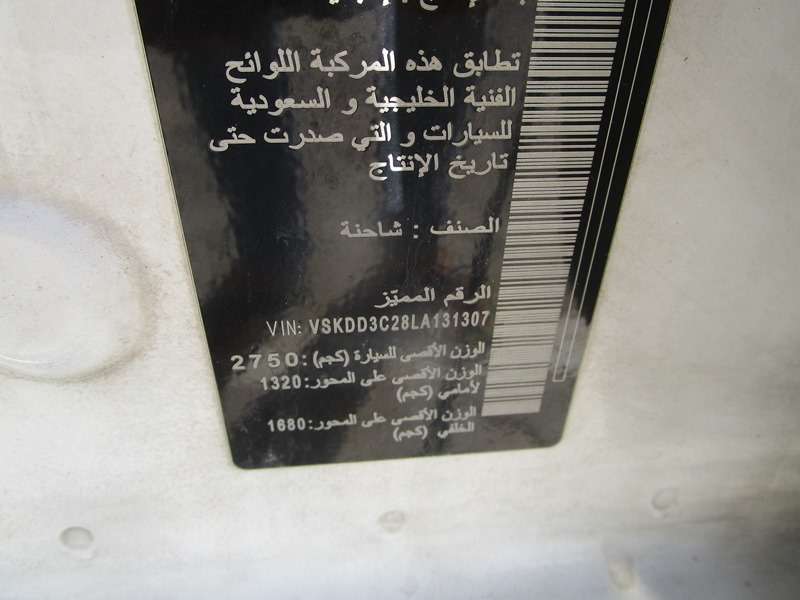 تطابق هذه المركبة اللوائح
الفنية الخليجية و السعودية
للسيارات و التي صدرت حتى
تاريخ الإنتاج
الصنف : شاحنة
الرقم المميّز
VIN: VSKDD3C28LA131307
الوزن الأقصى للسيارة (كجم): 2750
الوزن الأقصى على المحور: 1320
لأمامي (كجم)
الوزن الأقصى على المحور: 1680
الخلفي (كجم)